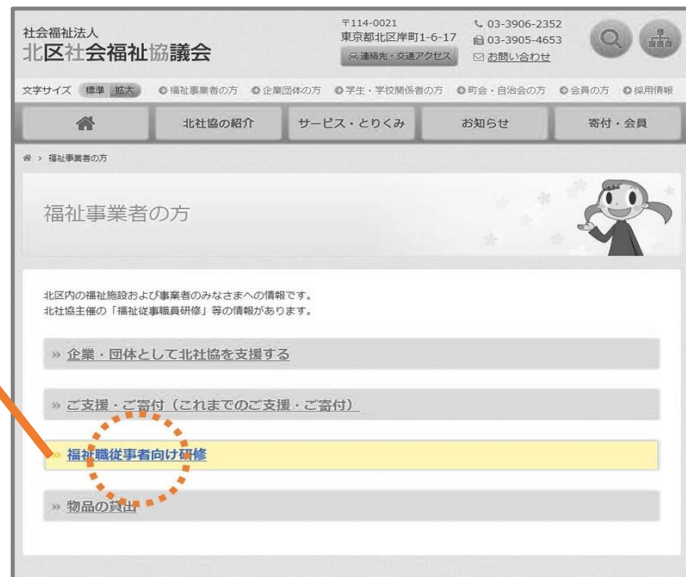 社会福祉法人
北区社会福祉協議会
〒114-0021
東京都北区岸町1-6-17
連絡先・交通アクセス
03-3906-2352
03-3905-4653
お問い合わせ
文字サイズ 標準 拡大 福祉事業者の方 企業団体の方 学生・学校関係者の方 町会・自治会の方 会員の方 採用情報
北社協の紹介 サービス・とりくみ お知らせ 寄付・会員
> 福祉事業者の方
福祉事業者の方
北区内の福祉施設および事業者のみなさまへの情報です。
北社協主催の「福祉従事職員研修」等の情報があります。
» 企業・団体として北社協を支援する
» ご支援・ご寄付（これまでのご支援・ご寄付）
» 福祉職従事者向け研修
» 物品の貸出